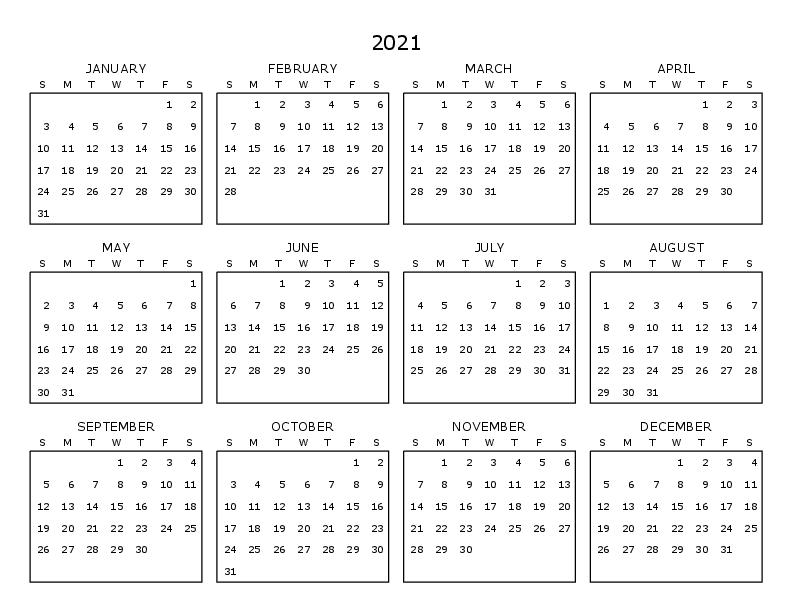 2021
JANUARY FEBRUARY MARCH APRIL
S M T W T F S S M T W T F S S M T W T F S S M T W T F S
1 2 1 2 3 4 5 6 1 2 3 4 5 6 1 2 3
3 4 5 6 7 8 9 7 8 9 10 11 12 13 7 8 9 10 11 12 13 4 5 6 7 8 9 10
10 11 12 13 14 15 16 14 15 16 17 18 19 20 14 15 16 17 18 19 20 11 12 13 14 15 16 17
17 18 19 20 21 22 23 21 22 23 24 25 26 27 21 22 23 24 25 26 27 18 19 20 21 22 23 24
24 25 26 27 28 29 30 28 28 29 30 31 25 26 27 28 29 30
31
MAY JUNE JULY AUGUST
S M T W T F S S M T W T F S S M T W T F S S M T W T F S
1 1 2 3 4 5 1 2 3
2 3 4 5 6 7 8 6 7 8 9 10 11 12 4 5 6 7 8 9 10 1 2 3 4 5 6 7
9 10 11 12 13 14 15 13 14 15 16 17 18 19 11 12 13 14 15 16 17 8 9 10 11 12 13 14
16 17 18 19 20 21 22 20 21 22 23 24 25 26 18 19 20 21 22 23 24 15 16 17 18 19 20 21
23 24 25 26 27 28 29 27 28 29 30 25 26 27 28 29 30 31 22 23 24 25 26 27 28
30 31 29 30 31
SEPTEMBER OCTOBER NOVEMBER DECEMBER
S M T W T F S S M T W T F S S M T W T F S S M T W T F S
1 2 3 4 1 2 1 2 3 4 5 6 1 2 3 4
5 6 7 8 9 10 11 3 4 5 6 7 8 9 7 8 9 10 11 12 13 5 6 7 8 9 10 11
12 13 14 15 16 17 18 10 11 12 13 14 15 16 14 15 16 17 18 19 20 12 13 14 15 16 17 18
19 20 21 22 23 24 25 17 18 19 20 21 22 23 21 22 23 24 25 26 27 19 20 21 22 23 24 25
26 27 28 29 30 24 25 26 27 28 29 30 28 29 30 26 27 28 29 30 31
31